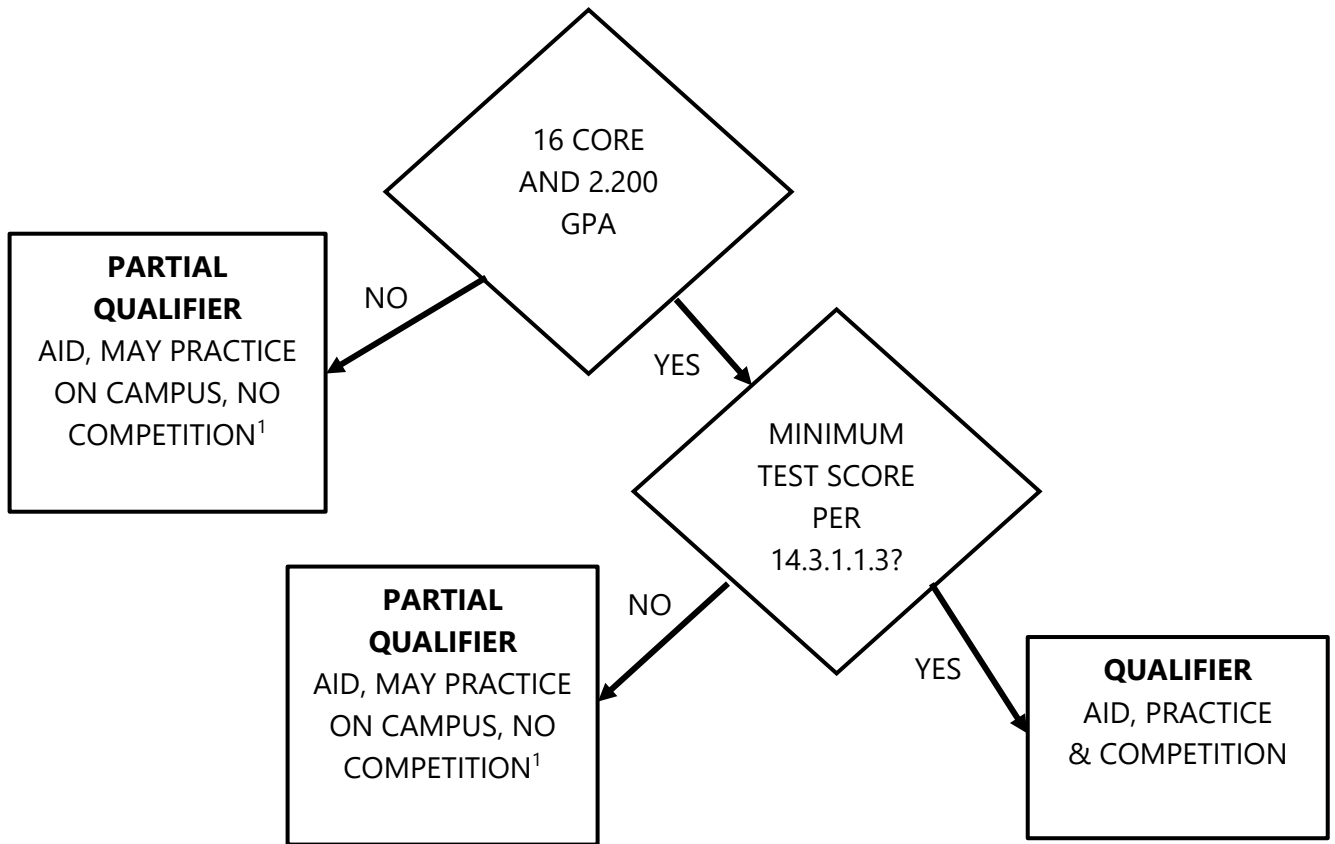 16 CORE
AND 2.200
GPA
NO
PARTIAL
QUALIFIER
AID, MAY PRACTICE
ON CAMPUS, NO
COMPETITION¹
YES
MINIMUM
TEST SCORE
PER
14.3.1.1.3?
NO
PARTIAL
QUALIFIER
AID, MAY PRACTICE
ON CAMPUS, NO
COMPETITION¹
YES
QUALIFIER
AID, PRACTICE
& COMPETITION